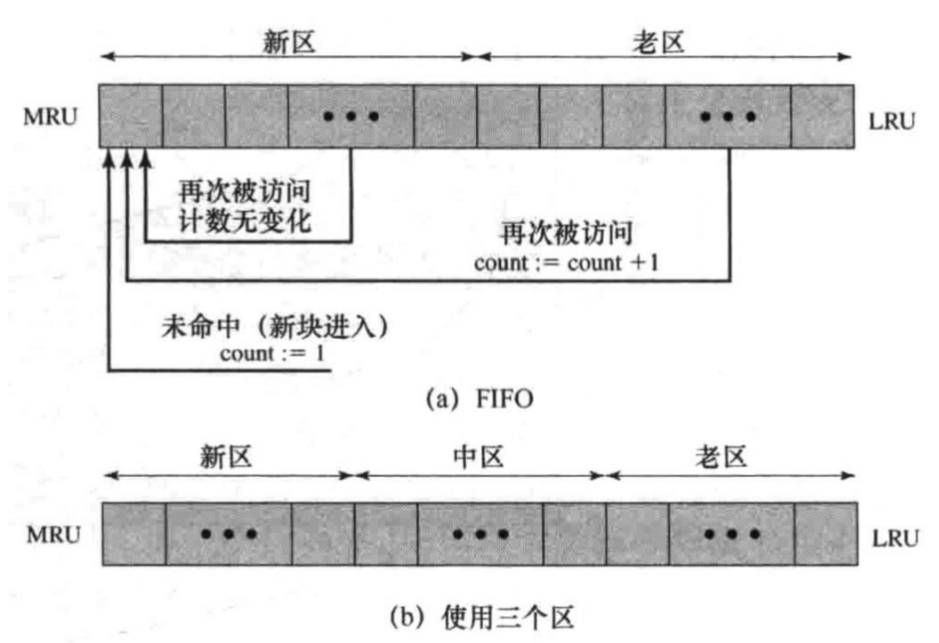 新区 老区
MRU LRU
再次被访问
计数无变化
再次被访问
count := count +1
未命中（新块进入）
count := 1
(a) FIFO
新区 中区 老区
MRU LRU
(b) 使用三个区